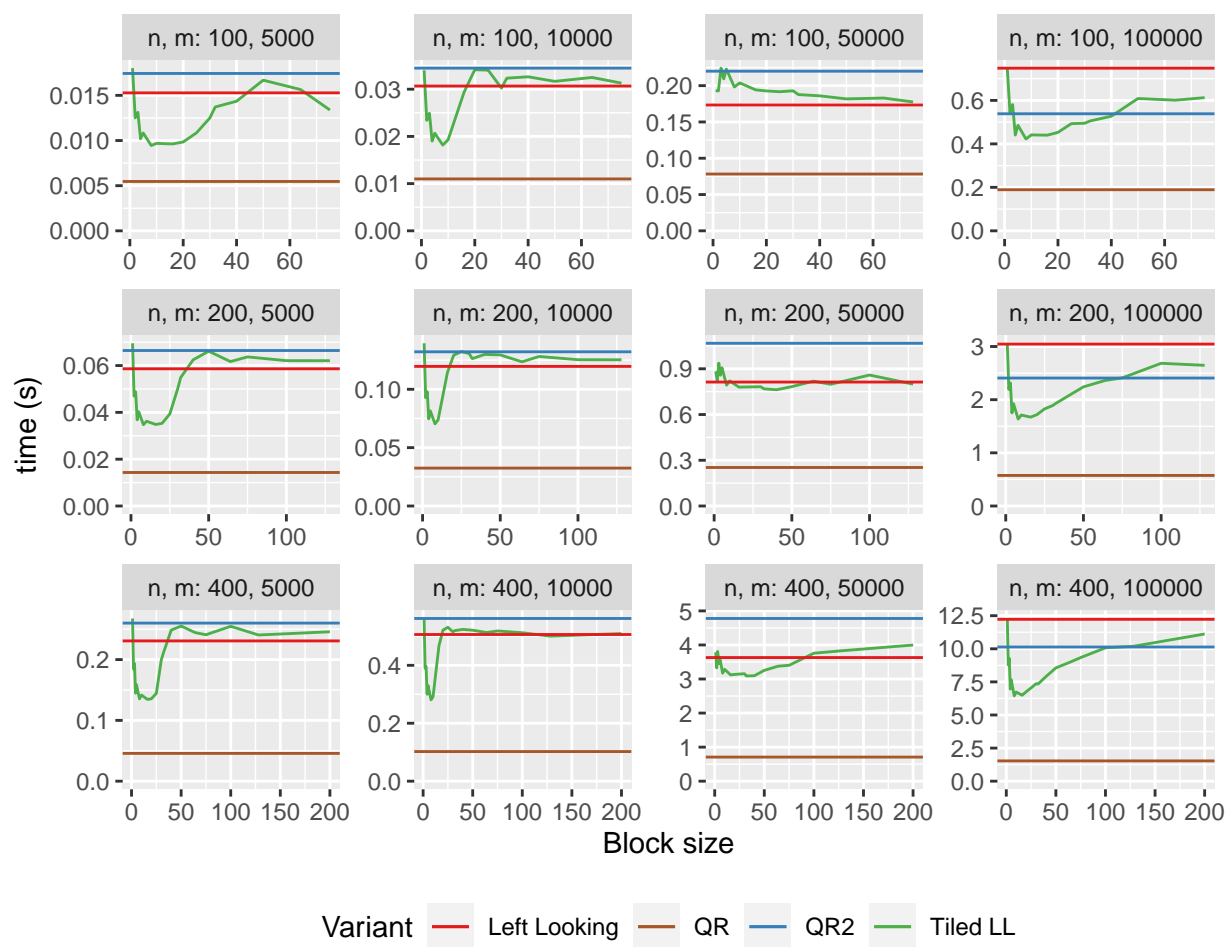 n, m: 100, 5000
n, m: 100, 10000
n, m: 100, 50000
n, m: 100, 100000
0.015
0.010
0.005
0.000
0 20 40 60
0.03
0.02
0.01
0.00
0 20 40 60
0.20
0.15
0.10
0.05
0.00
0 20 40 60
0.6
0.4
0.2
0.0
0 20 40 60
n, m: 200, 5000
n, m: 200, 10000
n, m: 200, 50000
n, m: 200, 100000
0.06
0.04
0.02
0.00
0 50 100
0.10
0.05
0.00
0 50 100
0.9
0.6
0.3
0.0
0 50 100
3
2
1
0
0 50 100
time (s)
n, m: 400, 5000
n, m: 400, 10000
n, m: 400, 50000
n, m: 400, 100000
0.2
0.1
0.0
0 50 100 150 200
0.4
0.2
0.0
0 50 100 150 200
5
4
3
2
1
0
0 50 100 150 200
12.5
10.0
7.5
5.0
2.5
0.0
0 50 100 150 200
Block size
Variant Left Looking QR QR2 Tiled LL